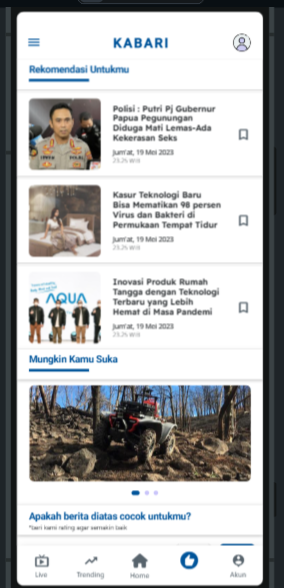 KABARI
Rekomendasi Untukmu
Polisi : Putri Pj Gubernur
Papua Pegunungan
Diduga Mati Lemas-Ada
Kekerasan Seks
Jum'at, 19 Mei 2023
23.25 WIB
Kasur Teknologi Baru
Bisa Mematikan 98 persen
Virus dan Bakteri di
Permukaan Tempat Tidur
Jum'at, 19 Mei 2023
23.25 WIB
AQUA
Inovasi Produk Rumah
Tangga dengan Teknologi
Terbaru yang Lebih
Hemat di Masa Pandemi
Jum'at, 19 Mei 2023
23.25 WIB
Mungkin Kamu Suka
Apakah berita diatas cocok untukmu?
*beri kami rating agar semakin baik
Live
Trending
Home
Akun